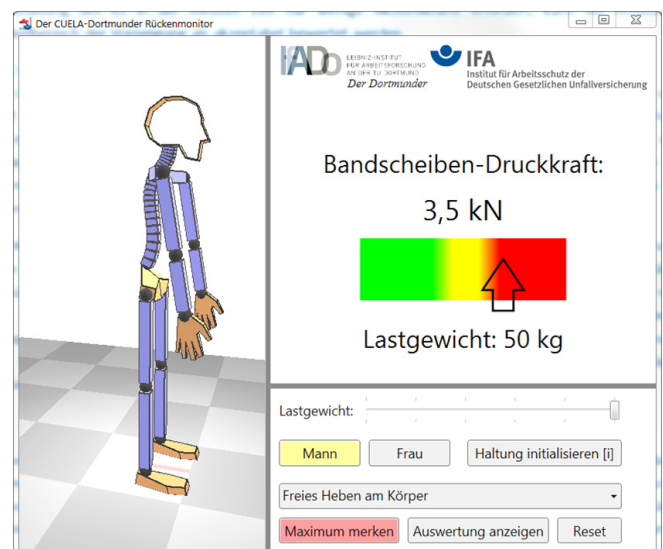 Der CUELA-Dortmunder Rückenmonitor
IfADo
LEIBNIZ-INSTITUT
FÜR ARBEITSFORSCHUNG
AN DER TU DORTMUND
Der Dortmunder
IFA
Institut für Arbeitsschutz der
Deutschen Gesetzlichen Unfallversicherung
Bandscheiben-Druckkraft:
3,5 kN
Lastgewicht: 50 kg
Lastgewicht:
Mann
Frau
Haltung initialisieren [i]
Freies Heben am Körper
Maximum merken
Auswertung anzeigen
Reset